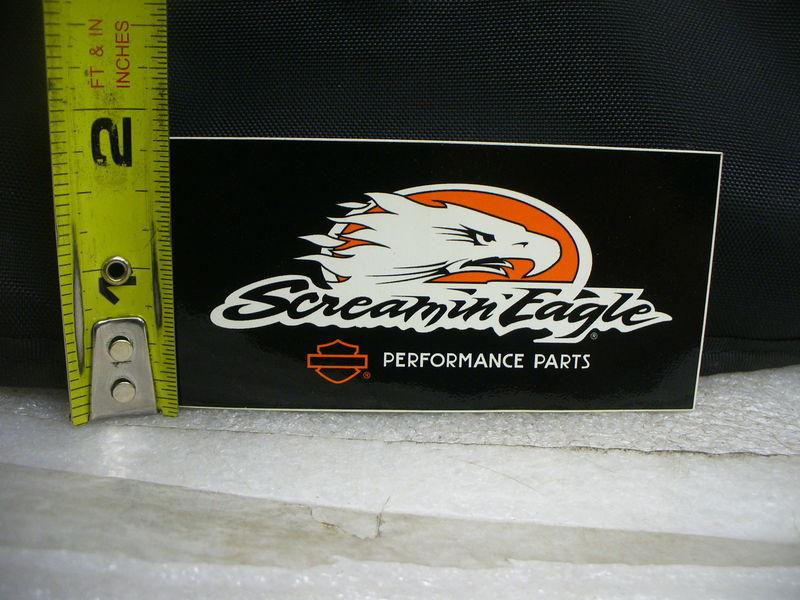 FT & IN
INCHES
2
1
Screamin' Eagle®
® PERFORMANCE PARTS